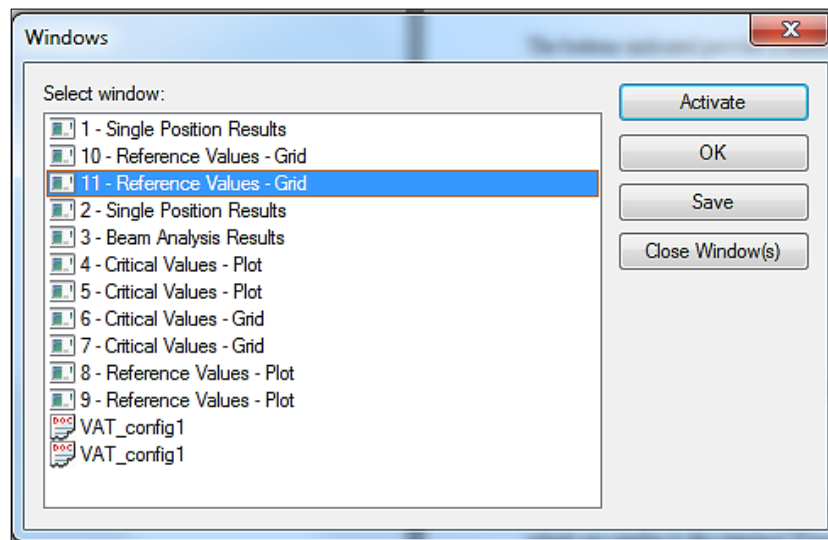 Windows
Select window:
1 - Single Position Results
10 - Reference Values - Grid
11 - Reference Values - Grid
2 - Single Position Results
3 - Beam Analysis Results
4 - Critical Values - Plot
5 - Critical Values - Plot
6 - Critical Values - Grid
7 - Critical Values - Grid
8 - Reference Values - Plot
9 - Reference Values - Plot
VAT_config1
VAT_config1
Activate
OK
Save
Close Window(s)